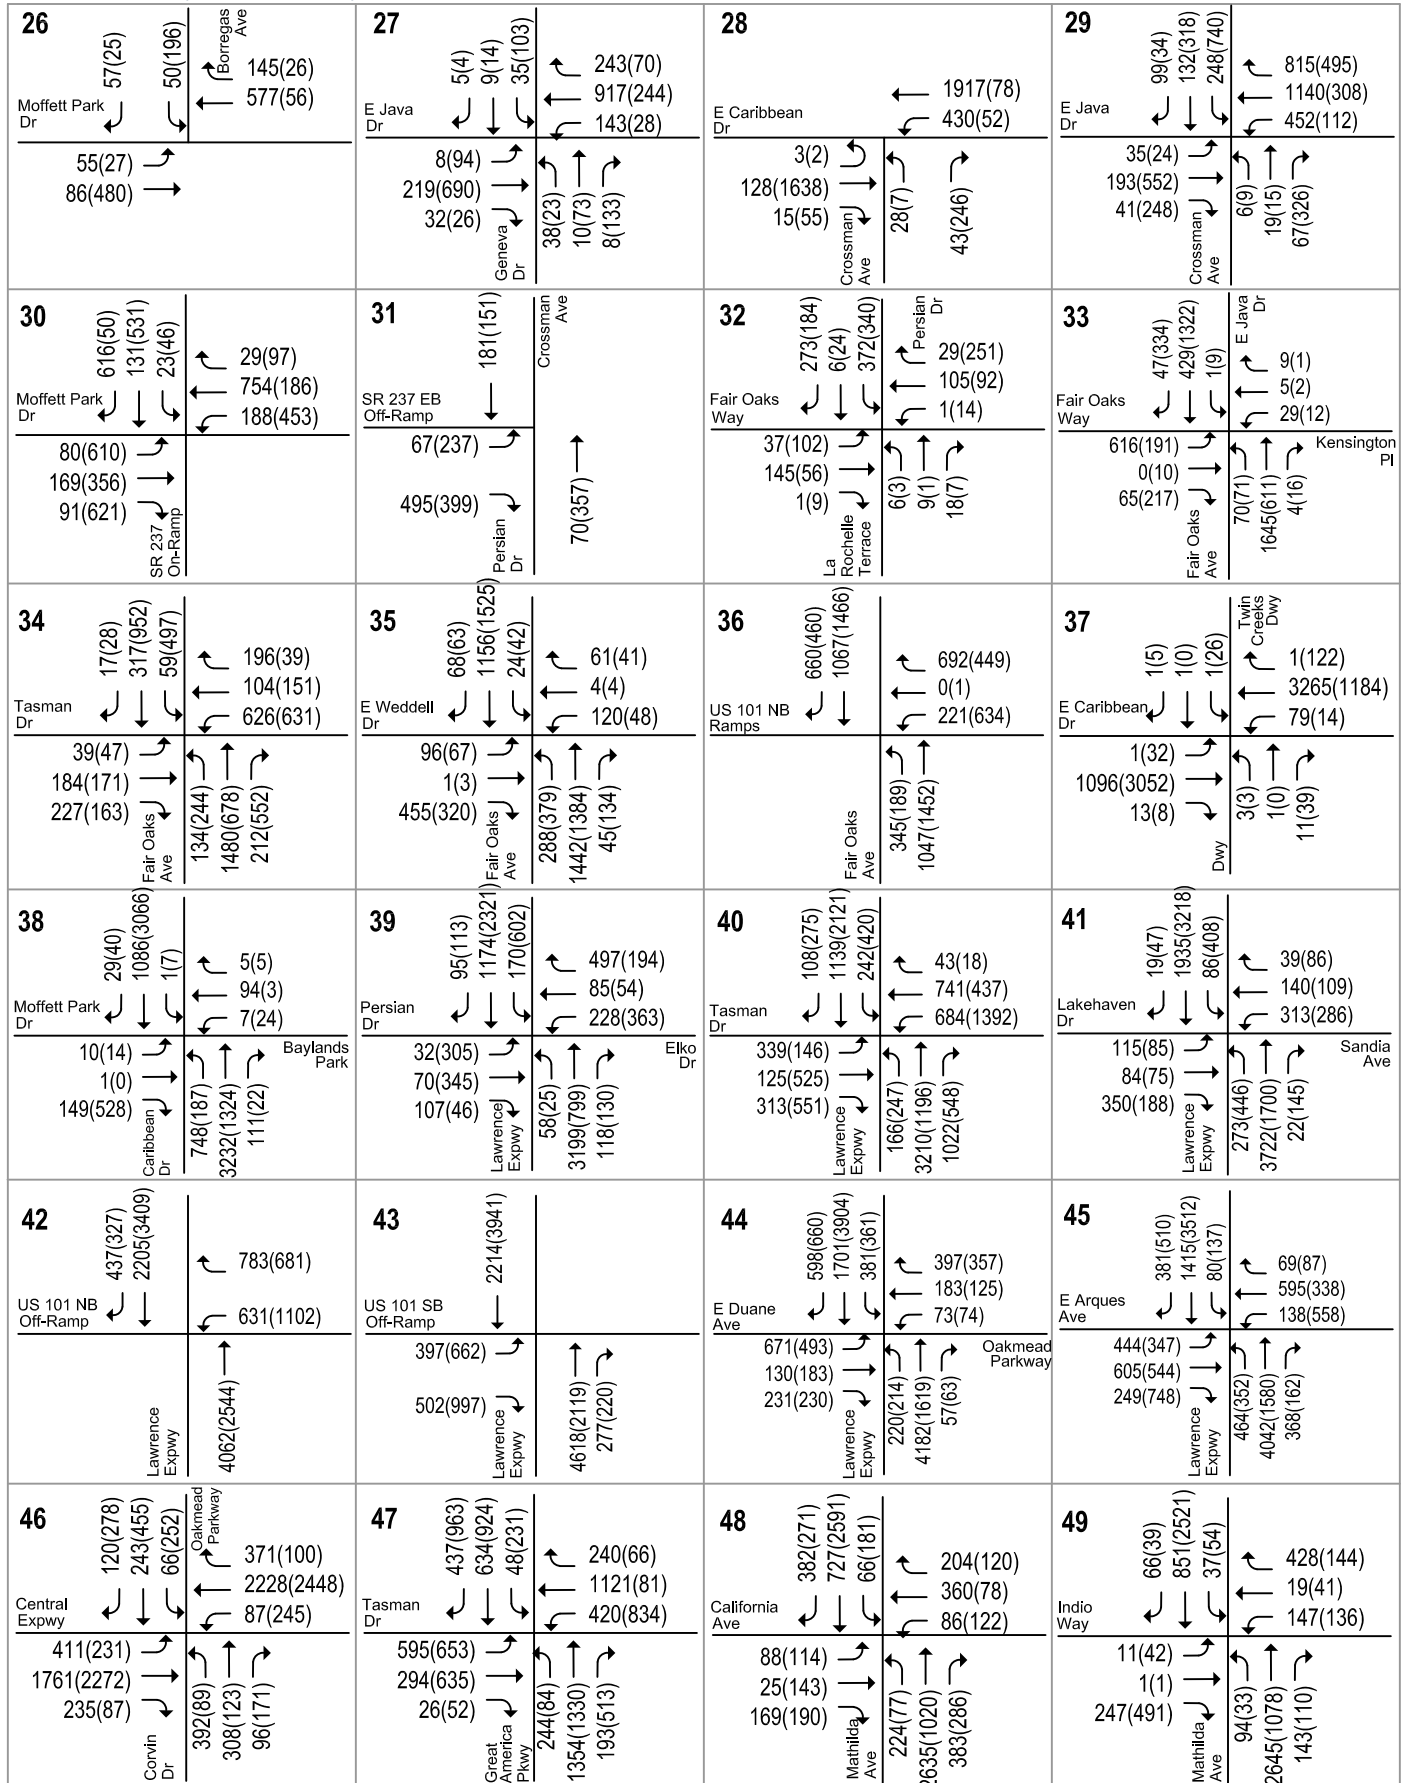 26
57(25)
50(196)
Borregas
Ave
145(26)
577(56)
Moffett Park
Dr
55(27)
86(480)
27
5(4)
9(14)
35(103)
243(70)
917(244)
143(28)
E Java
Dr
8(94)
219(690)
32(26)
Geneva
Dr
38(23)
10(73)
8(133)
28
1917(78)
430(52)
E Caribbean
Dr
3(2)
128(1638)
15(55)
Crossman
Ave
28(7)
43(246)
29
99(34)
132(318)
248(740)
815(495)
1140(308)
452(112)
E Java
Dr
35(24)
193(552)
41(248)
Crossman
Ave
6(9)
19(15)
67(326)
30
616(50)
131(531)
23(46)
29(97)
754(186)
188(453)
Moffett Park
Dr
80(610)
169(356)
91(621)
SR 237
On-Ramp
31
181(151)
Crossman
Ave
SR 237 EB
Off-Ramp
67(237)
495(399)
Persian
Dr
70(357)
32
273(184)
6(24)
372(340)
Persian
Dr
29(251)
105(92)
1(14)
Fair Oaks
Way
37(102)
145(56)
1(9)
La
Rochelle
Terrace
6(3)
9(1)
18(7)
33
47(334)
429(1322)
1(9)
E Java
Dr
9(1)
5(2)
29(12)
Fair Oaks
Way
Kensington
Pl
616(191)
0(10)
65(217)
Fair Oaks
Ave
70(71)
1645(611)
4(16)
34
17(28)
317(952)
59(497)
196(39)
104(151)
626(631)
Tasman
Dr
39(47)
184(171)
227(163)
Fair Oaks
Ave
134(244)
1480(678)
212(552)
35
68(63)
1156(1525)
24(42)
61(41)
4(4)
120(48)
E Weddell
Dr
96(67)
1(3)
455(320)
Fair Oaks
Ave
288(379)
1442(1384)
45(134)
36
660(460)
1067(1466)
692(449)
0(1)
221(634)
US 101 NB
Ramps
Fair Oaks
Ave
345(189)
1047(1452)
37
1(5)
1(0)
1(26)
Twin
Creeks
Dwy
1(122)
3265(1184)
79(14)
E Caribbean
Dr
1(32)
1096(3052)
13(8)
Dwy
3(3)
1(0)
11(39)
38
29(40)
1086(3066)
1(7)
5(5)
94(3)
7(24)
Moffett Park
Dr
Baylands
Park
10(14)
1(0)
149(528)
Caribbean
Dr
748(187)
3232(1324)
111(22)
39
95(113)
1174(2321)
170(602)
497(194)
85(54)
228(363)
Persian
Dr
Elko
Dr
32(305)
70(345)
107(46)
Lawrence
Expwy
58(25)
3199(799)
118(130)
40
108(275)
1139(2121)
242(420)
43(18)
741(437)
684(1392)
Tasman
Dr
339(146)
125(525)
313(551)
Lawrence
Expwy
166(247)
3210(1196)
1022(548)
41
19(47)
1935(3218)
86(408)
39(86)
140(109)
313(286)
Lakehaven
Dr
Sandia
Ave
115(85)
84(75)
350(188)
Lawrence
Expwy
273(446)
3722(1700)
22(145)
42
437(327)
2205(3409)
783(681)
631(1102)
US 101 NB
Off-Ramp
Lawrence
Expwy
4062(2544)
43
2214(3941)
US 101 SB
Off-Ramp
397(662)
502(997)
Lawrence
Expwy
4618(2119)
277(220)
44
598(660)
1701(3904)
381(361)
397(357)
183(125)
73(74)
E Duane
Ave
Oakmead
Parkway
671(493)
130(183)
231(230)
Lawrence
Expwy
220(214)
4182(1619)
57(63)
45
381(510)
1415(3512)
80(137)
69(87)
595(338)
138(558)
E Arques
Ave
444(347)
605(544)
249(748)
Lawrence
Expwy
464(352)
4042(1580)
368(162)
46
120(278)
243(455)
66(252)
Oakmead
Parkway
371(100)
2228(2448)
87(245)
Central
Expwy
411(231)
1761(2272)
235(87)
Corvin
Dr
392(89)
308(123)
96(171)
47
437(963)
634(924)
48(231)
240(66)
1121(81)
420(834)
Tasman
Dr
595(653)
294(635)
26(52)
Great
America
Pkwy
244(84)
1354(1330)
193(513)
48
382(271)
727(2591)
66(181)
204(120)
360(78)
86(122)
California
Ave
88(114)
25(143)
169(190)
Mathilda
Ave
224(77)
2635(1020)
383(286)
49
66(39)
851(2521)
37(54)
428(144)
19(41)
147(136)
Indio
Way
11(42)
1(1)
247(491)
Mathilda
Ave
94(33)
2645(1078)
143(110)